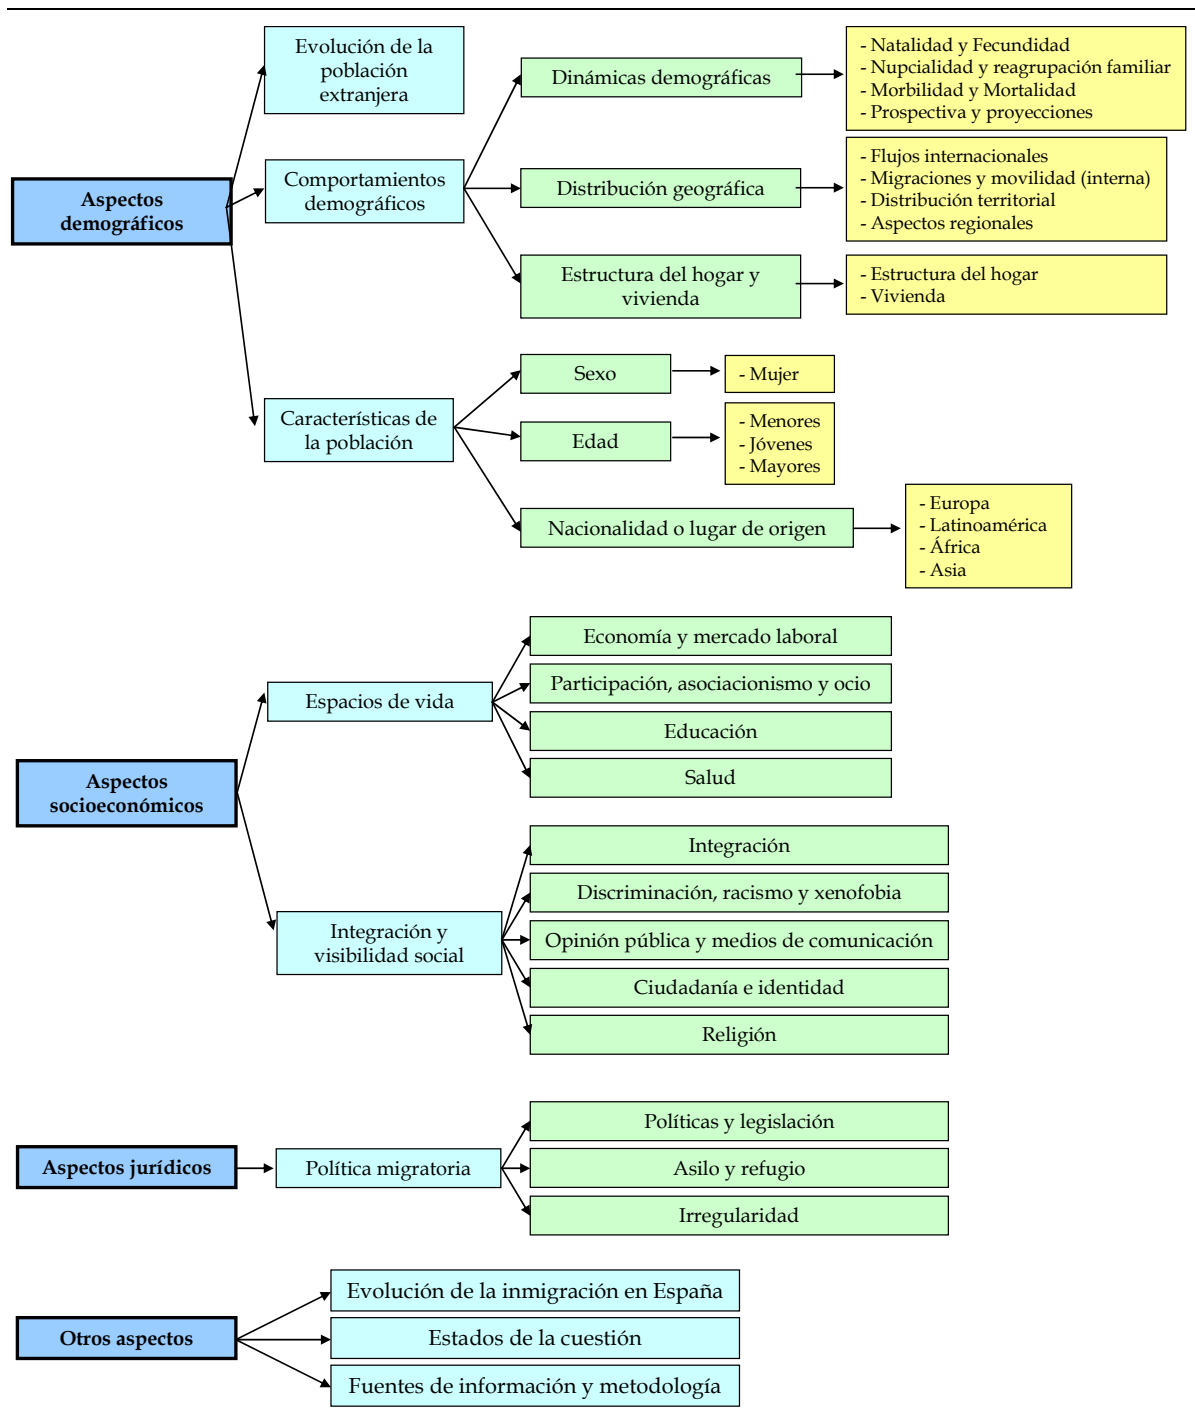 Evolución de la
población
extranjera
Dinámicas demográficas
- Natalidad y Fecundidad
- Nupcialidad y reagrupación familiar
- Morbilidad y Mortalidad
- Prospectiva y proyecciones
Aspectos
demográficos
Comportamientos
demográficos
Distribución geográfica
- Flujos internacionales
- Migraciones y movilidad (interna)
- Distribución territorial
- Aspectos regionales
Estructura del hogar y
vivienda
- Estructura del hogar
- Vivienda
Características de
la población
Sexo
- Mujer
Edad
- Menores
- Jóvenes
- Mayores
Nacionalidad o lugar de origen
- Europa
- Latinoamérica
- África
- Asia
Aspectos
socioeconómicos
Espacios de vida
Economía y mercado laboral
Participación, asociacionismo y ocio
Educación
Salud
Integración y
visibilidad social
Integración
Discriminación, racismo y xenofobia
Opinión pública y medios de comunicación
Ciudadanía e identidad
Religión
Aspectos jurídicos
Política migratoria
Políticas y legislación
Asilo y refugio
Irregularidad
Otros aspectos
Evolución de la inmigración en España
Estados de la cuestión
Fuentes de información y metodología